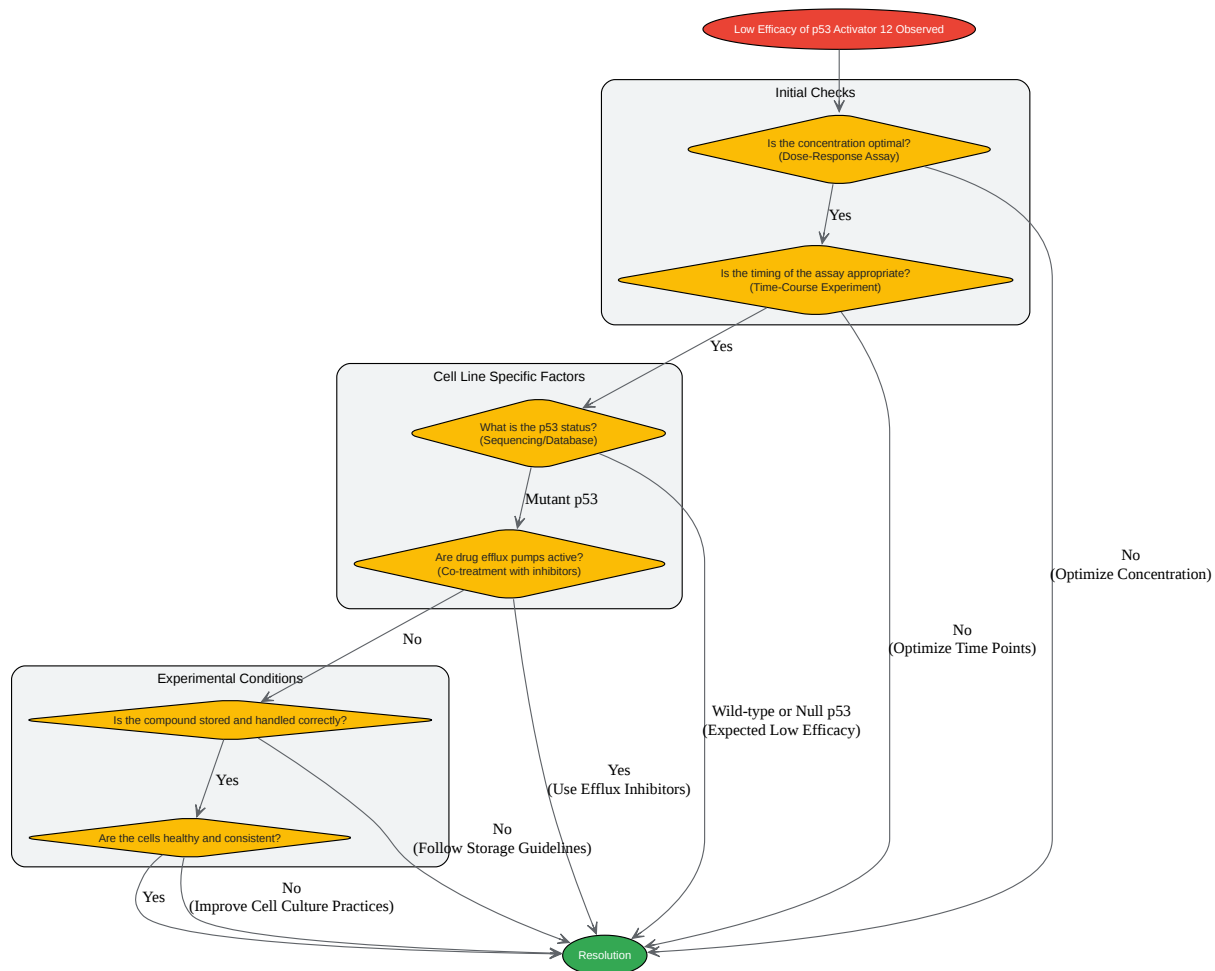 Low Efficacy of p53 Activator 12 Observed
Initial Checks
Is the concentration optimal?
(Dose-Response Assay)
Yes
Is the timing of the assay appropriate?
(Time-Course Experiment)
Yes
Cell Line Specific Factors
What is the p53 status?
(Sequencing/Database)
Mutant p53
Are drug efflux pumps active?
(Co-treatment with inhibitors)
No
(Optimize Concentration)
No
(Optimize Time Points)
No
Experimental Conditions
Is the compound stored and handled correctly?
Wild-type or Null p53
(Expected Low Efficacy)
Yes
(Use Efflux Inhibitors)
Yes
No
(Follow Storage Guidelines)
Are the cells healthy and consistent?
Yes
No
(Improve Cell Culture Practices)
Resolution